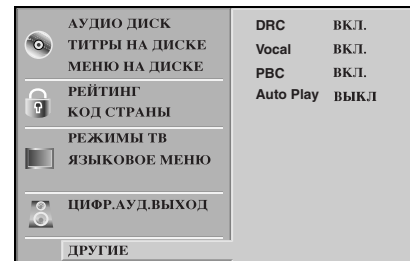 АУДИО ДИСК
ТИТРЫ НА ДИСКЕ
МЕНЮ НА ДИСКЕ
РЕЙТИНГ
КОД СТРАНЫ
РЕЖИМЫ ТВ
ЯЗЫКОВОЕ МЕНЮ
ЦИФР.АУД.ВЫХОД
ДРУГИЕ
DRC ВКЛ.
Vocal ВКЛ.
PBC ВКЛ.
Auto Play ВЫКЛ